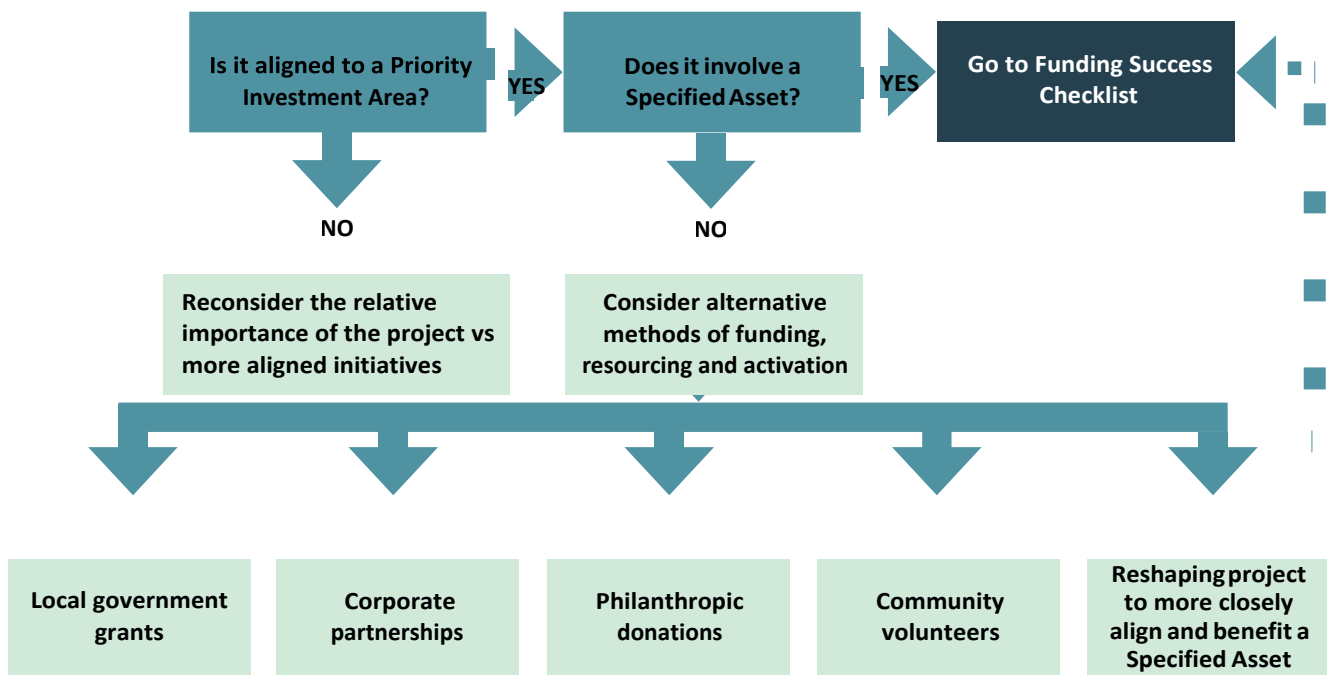 Is it aligned to a Priority
Investment Area?
YES
Does it involve a
Specified Asset?
YES
Go to Funding Success
Checklist
NO
NO
Reconsider the relative
importance of the project vs
more aligned initiatives
Consider alternative
methods of funding,
resourcing and activation
Local government
grants
Corporate
partnerships
Philanthropic
donations
Community
volunteers
Reshaping project
to more closely
align and benefit a
Specified Asset